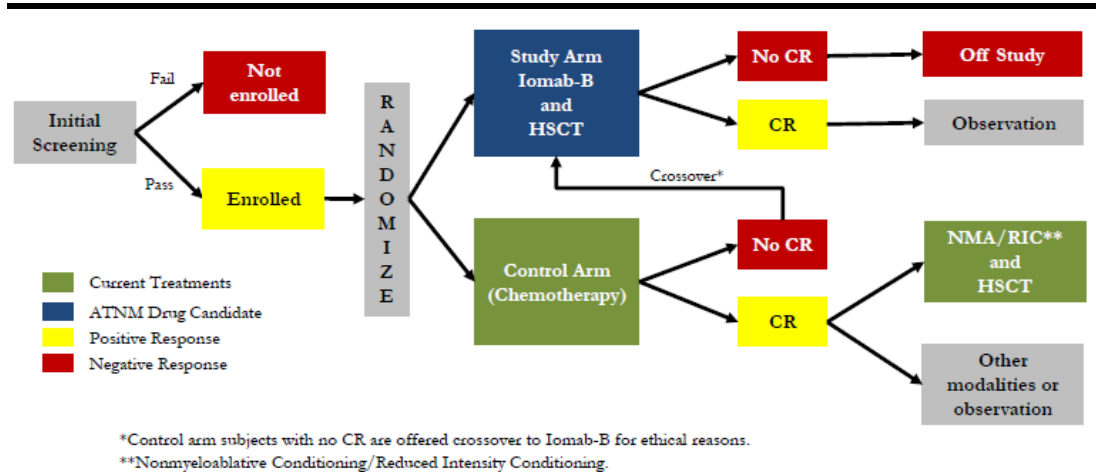 Initial
Screening
Fail
Pass
Not
enrolled
Enrolled
R
A
N
D
O
M
I
Z
E
Study Arm
Iomab-B
and
HSCT
No CR
Off Study
CR
Observation
Crossover*
Control Arm
(Chemotherapy)
No CR
CR
NMA/RIC**
and
HSCT
Other
modalities or
observation
Current Treatments
ATNM Drug Candidate
Positive Response
Negative Response
*Control arm subjects with no CR are offered crossover to Iomab-B for ethical reasons.
**Nonmyeloablative Conditioning/Reduced Intensity Conditioning.